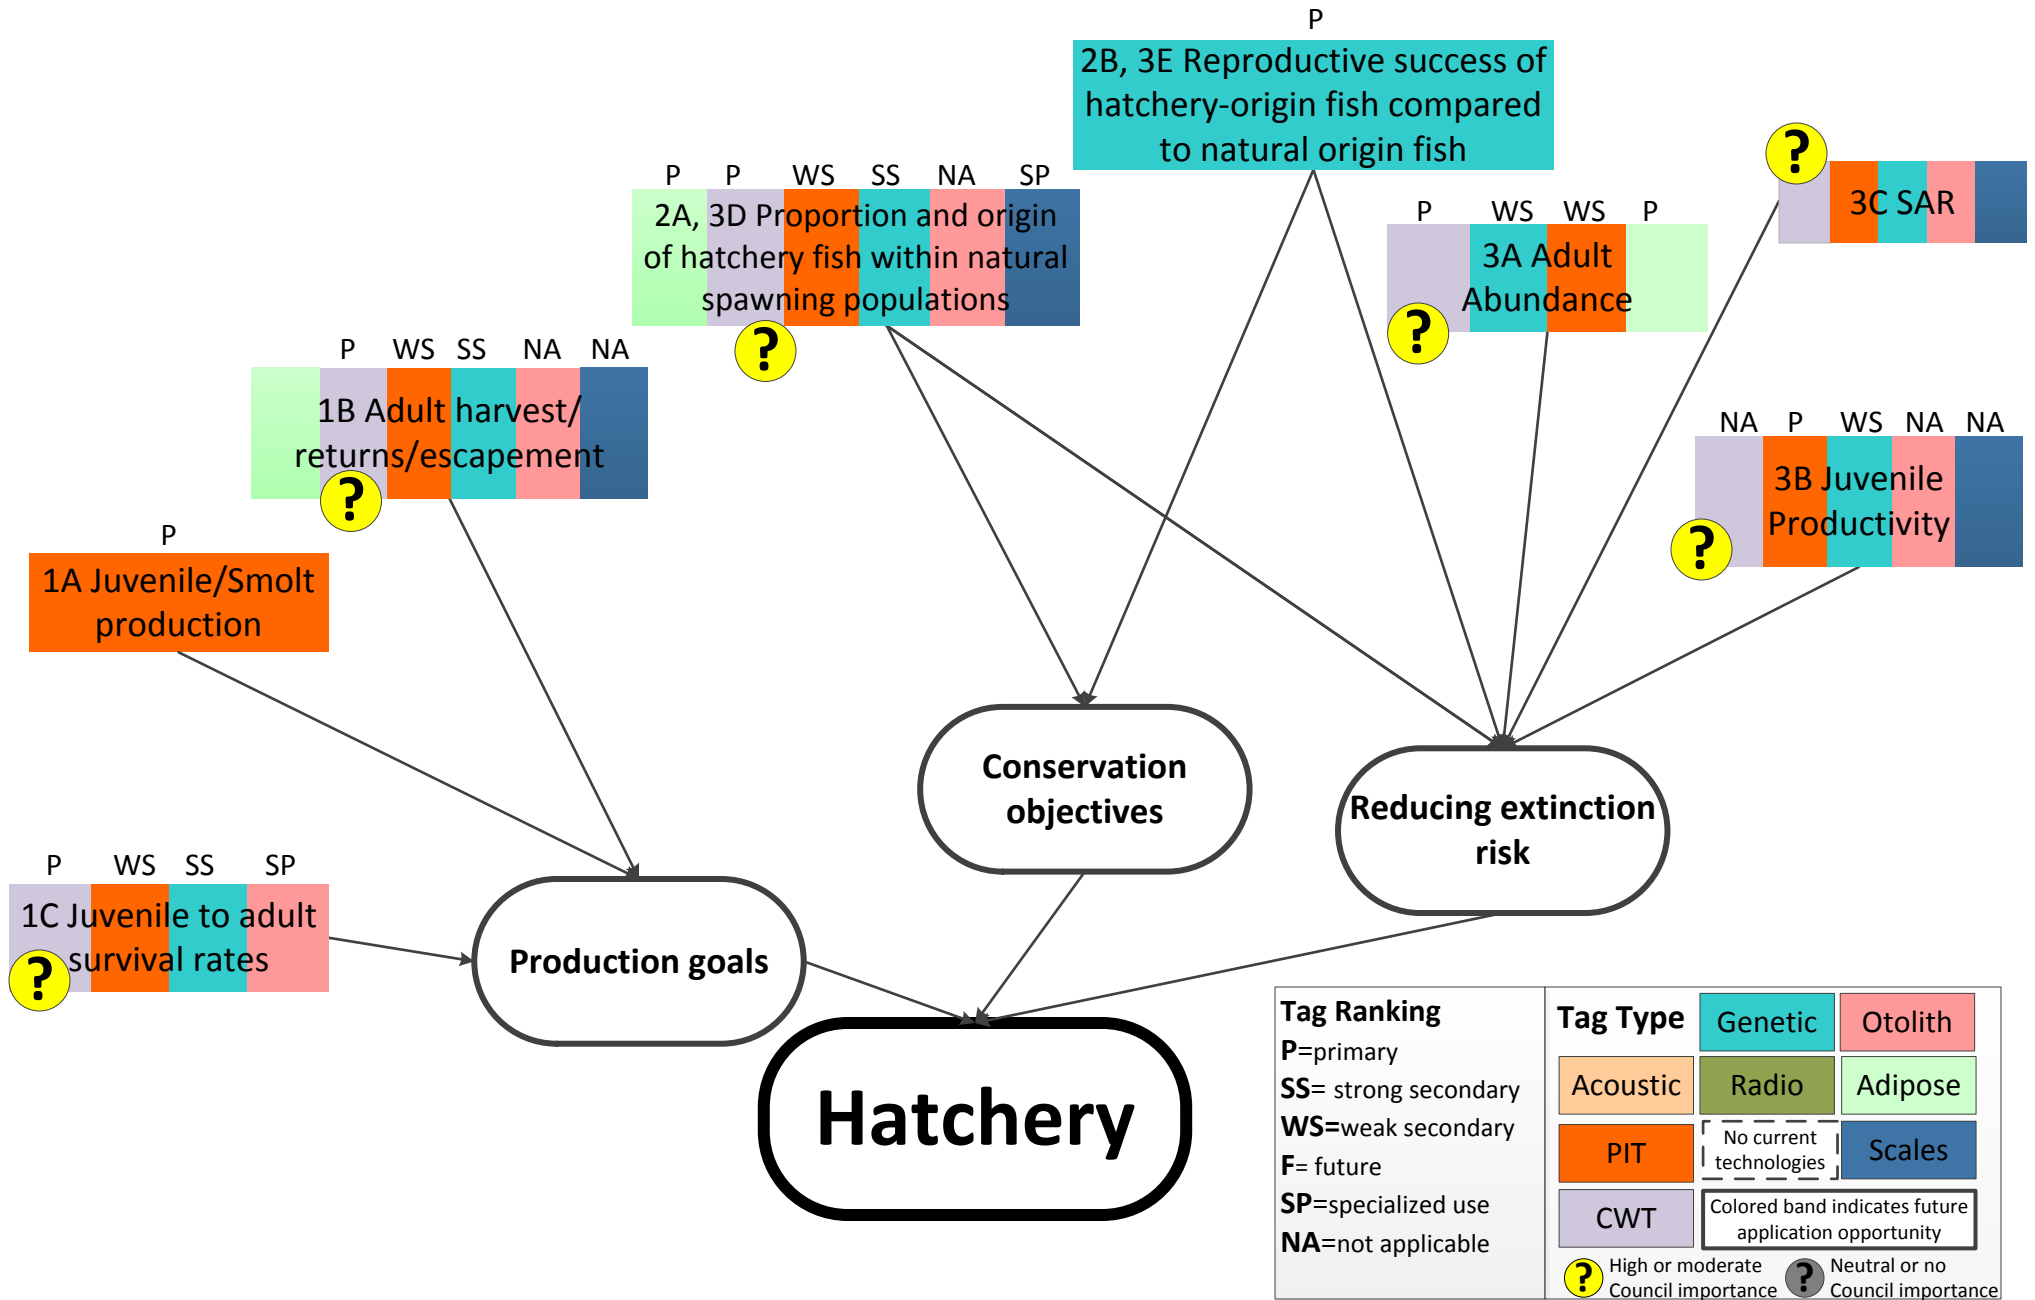 P
2B, 3E Reproductive success of
hatchery-origin fish compared
to natural origin fish
?
3C SAR
P P WS SS NA SP
2A, 3D Proportion and origin
of hatchery fish within natural
spawning populations
?
P WS WS P
3A Adult
Abundance
?
P WS SS NA NA
1B Adult harvest/
returns/escapement
?
NA P WS NA NA
3B Juvenile
Productivity
?
P
1A Juvenile/Smolt
production
Conservation
objectives
Reducing extinction
risk
P WS SS SP
1C Juvenile to adult
survival rates
?
Production goals
Hatchery
Tag Ranking
P=primary
SS= strong secondary
WS=weak secondary
F= future
SP=specialized use
NA=not applicable
Tag Type
Genetic
Otolith
Acoustic
Radio
Adipose
PIT
No current
technologies
Scales
CWT
Colored band indicates future
application opportunity
?
High or moderate
Council importance
?
Neutral or no
Council importance